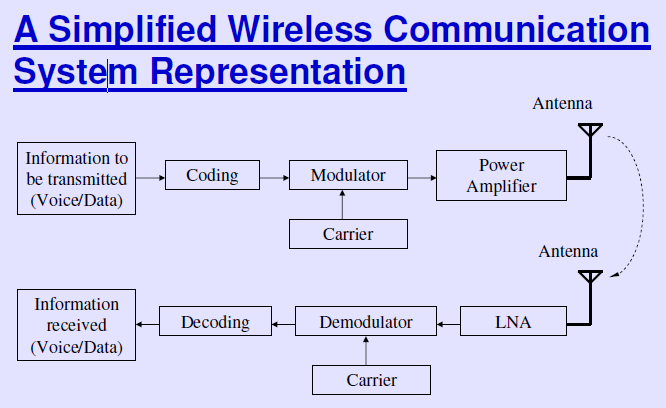 A Simplified Wireless Communication
System Representation
Antenna
Information to
be transmitted
(Voice/Data)
Coding
Modulator
Power
Amplifier
Carrier
Antenna
Information
received
(Voice/Data)
Decoding
Demodulator
LNA
Carrier